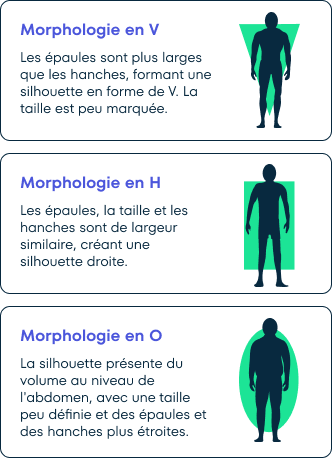 Morphologie en V
Les épaules sont plus larges
que les hanches, formant une
silhouette en forme de V. La
taille est peu marquée.
Morphologie en H
Les épaules, la taille et les
hanches sont de largeur
similaire, créant une
silhouette droite.
Morphologie en O
La silhouette présente du
volume au niveau de
l'abdomen, avec une taille
peu définie et des épaules et
des hanches plus étroites.